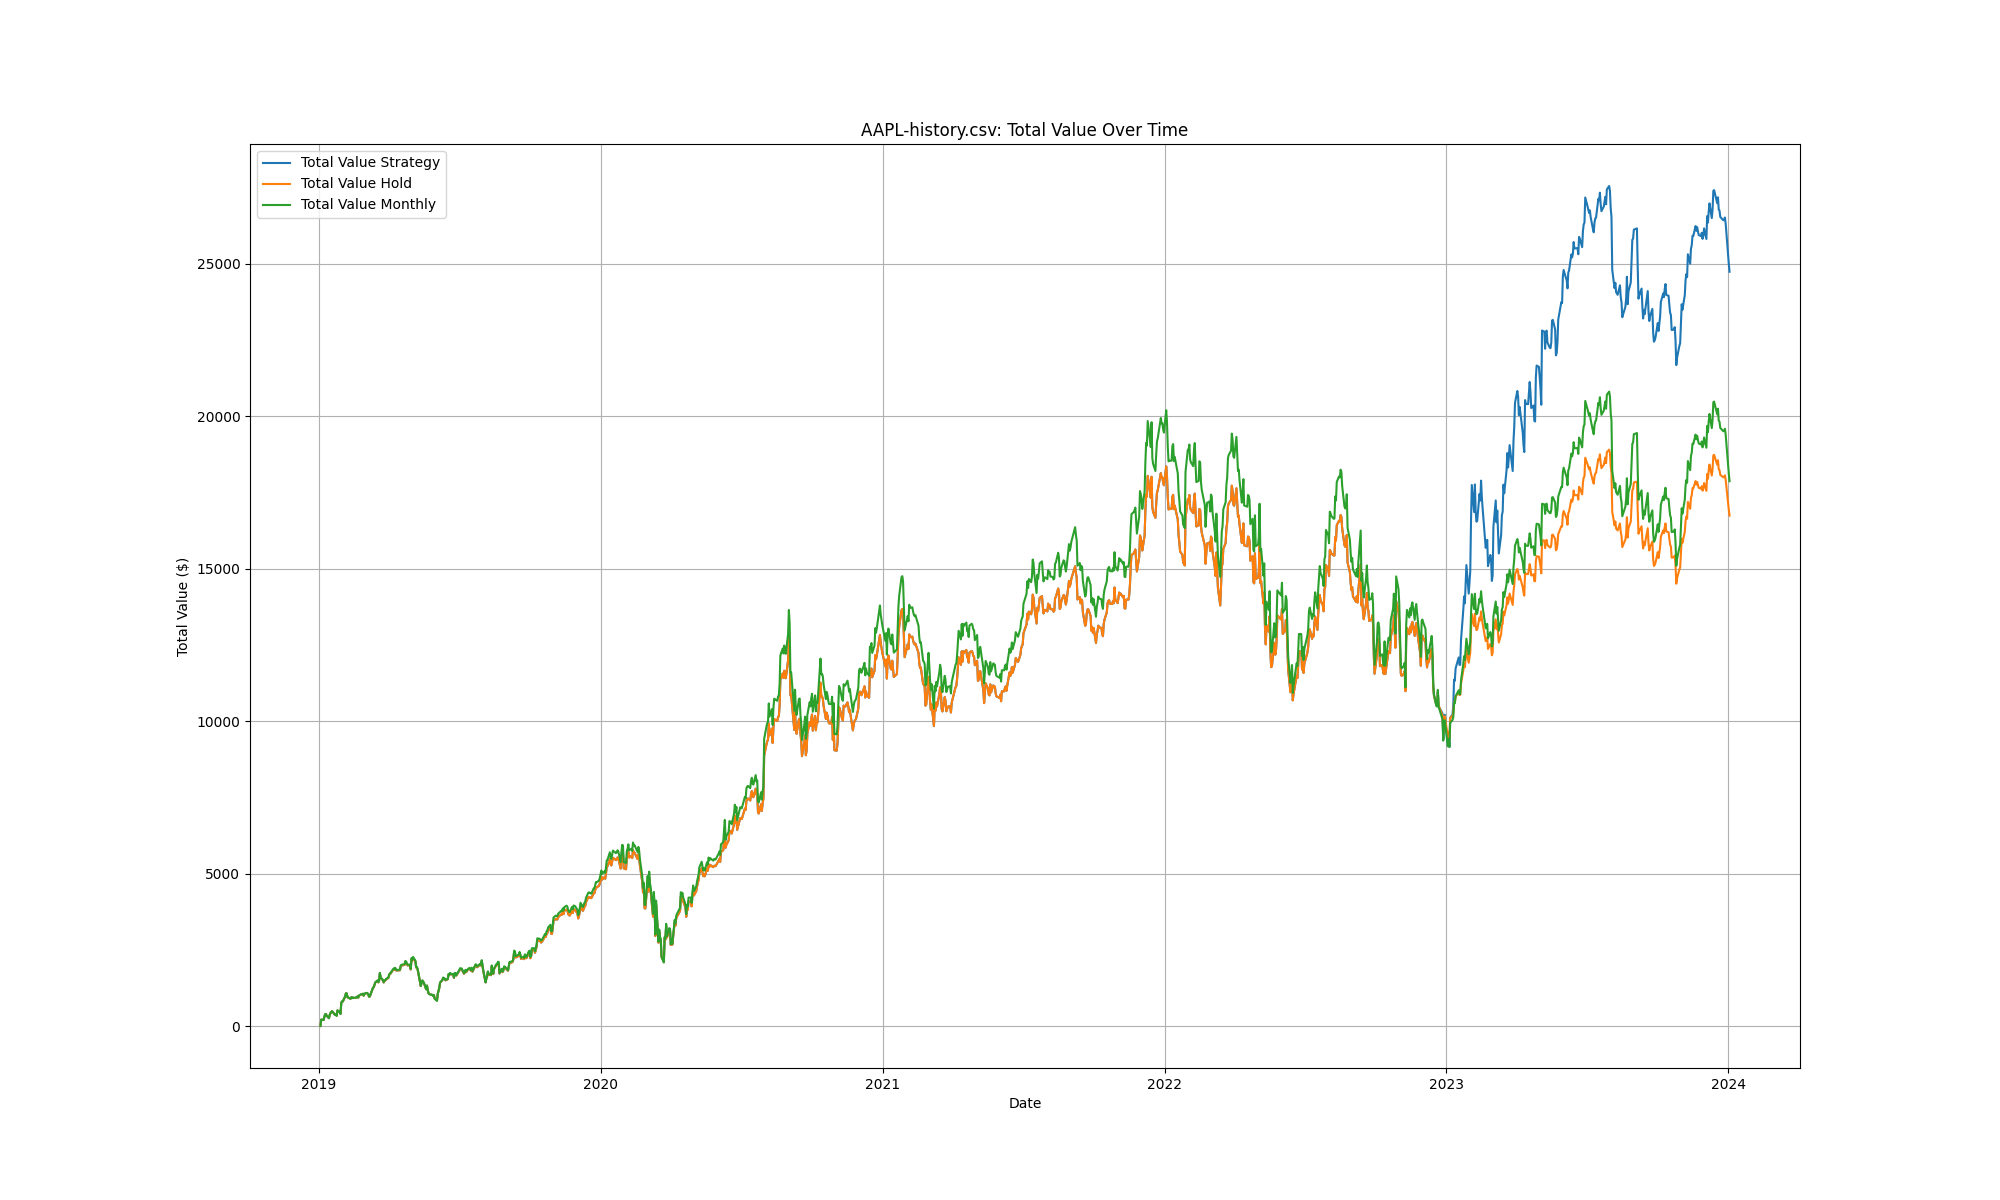 AAPL-history.csv: Total Value Over Time
Total Value Strategy
Total Value Hold
Total Value Monthly
Total Value ($)
25000
20000
15000
10000
5000
0
2019 2020 2021 2022 2023 2024
Date